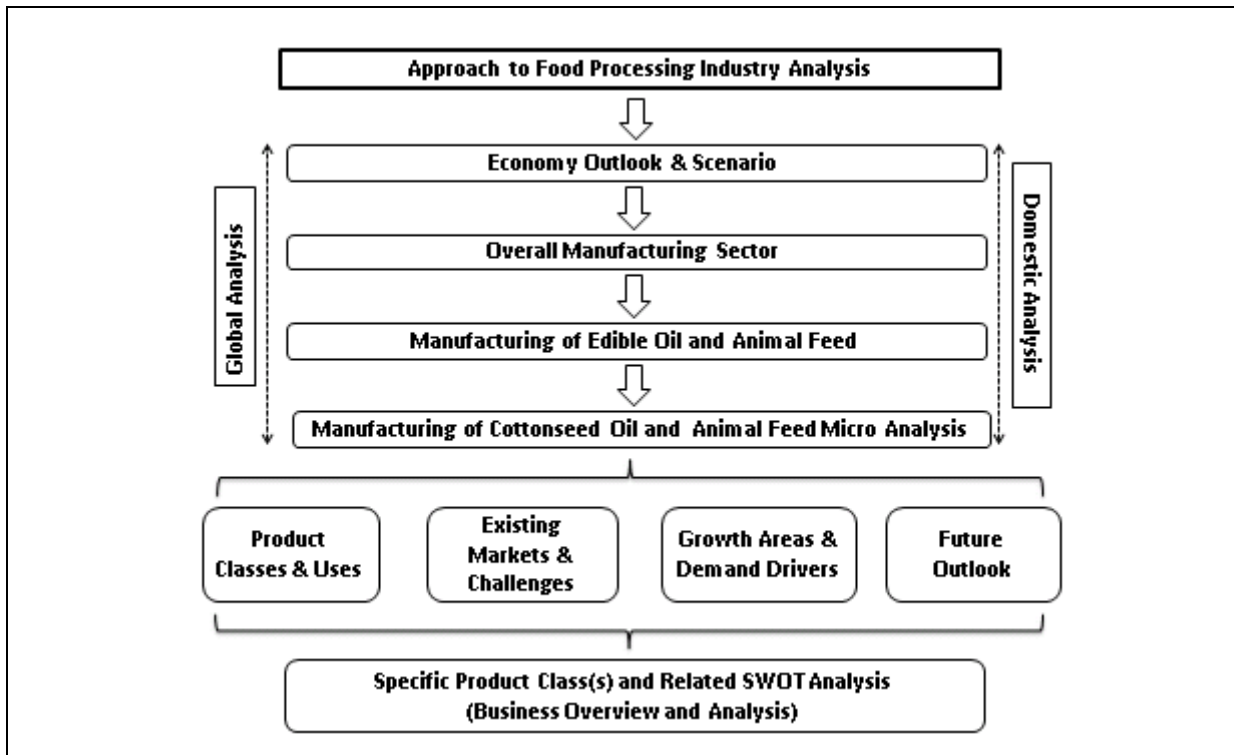 Approach to Food Processing Industry Analysis
Economy Outlook & Scenario
Overall Manufacturing Sector
Manufacturing of Edible Oil and Animal Feed
Manufacturing of Cottonseed Oil and Animal Feed Micro Analysis
Global Analysis
Domestic Analysis
Product
Classes & Uses
Existing
Markets &
Challenges
Growth Areas &
Demand Drivers
Future
Outlook
Specific Product Class(s) and Related SWOT Analysis
(Business Overview and Analysis)